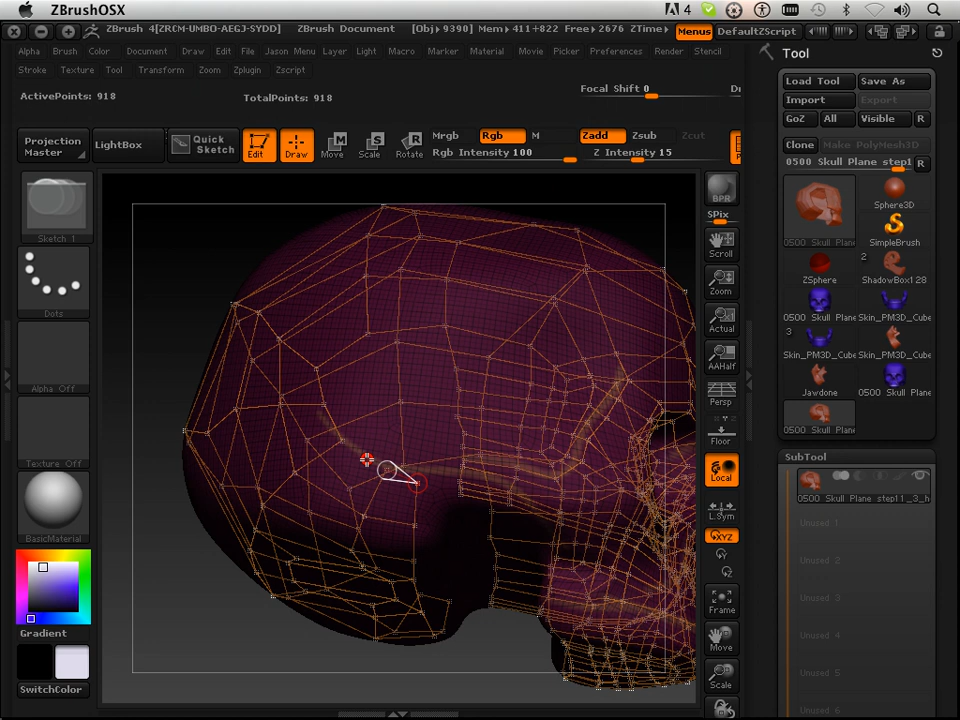 ZBrushOSX
4
ZBrush 4[ZRCM-UMBO-AEGJ-SYDD] ZBrush Document [Obj]9390] Mem:411+822 Free:2676 ZTime▸ Menus DefaultZScript
Alpha Brush Color Document Draw Edit File Jason Menu Layer Light Macro Marker Material Movie Picker Preferences Render Stencil
Stroke Texture Tool Transform Zoom Zplugin Zscript
ActivePoints: 918
TotalPoints: 918
Focal Shift 0
Projection Master
LightBox
Quick Sketch
Edit
Draw
Move
Scale
Rotate
Mrgb Rgb M
Rgb Intensity 100
Zadd Zsub Zcut
Z Intensity 15
Sketch 1
Dots
Alpha Off
Texture Off
BasicMaterial
Gradient
SwitchColor
BPR
SPix
Scroll
Zoom
Actual
AAHalf
Persp
Floor
Local
L.Sym
XYZ
Y
Z
Frame
Move
Scale
Tool
Load Tool Save As
Import Export
GoZ All Visible R
Clone Make PolyMesh3D
0500 Skull Plane step1 R
0500 Skull Plane
Sphere3D
SimpleBrush
ZSphere
2
ShadowBox128
0500 Skull Plane
Skin_PM3D_Cube
3
Skin_PM3D_Cube
Jawdone
0500 Skull Plane
0500 Skull Plane
SubTool
0500 Skull Plane step11_3_h
Unused 1
Unused 2
Unused 3
Unused 4
Unused 5
Unused 6